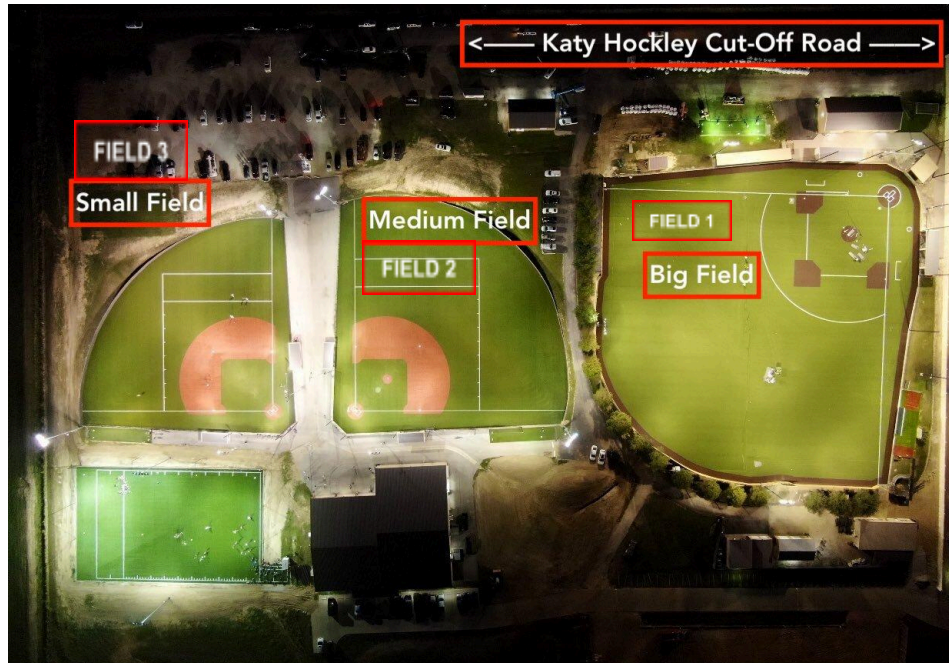 <—— Katy Hockley Cut-Off Road ——>
FIELD 3
Small Field
Medium Field
FIELD 2
FIELD 1
Big Field